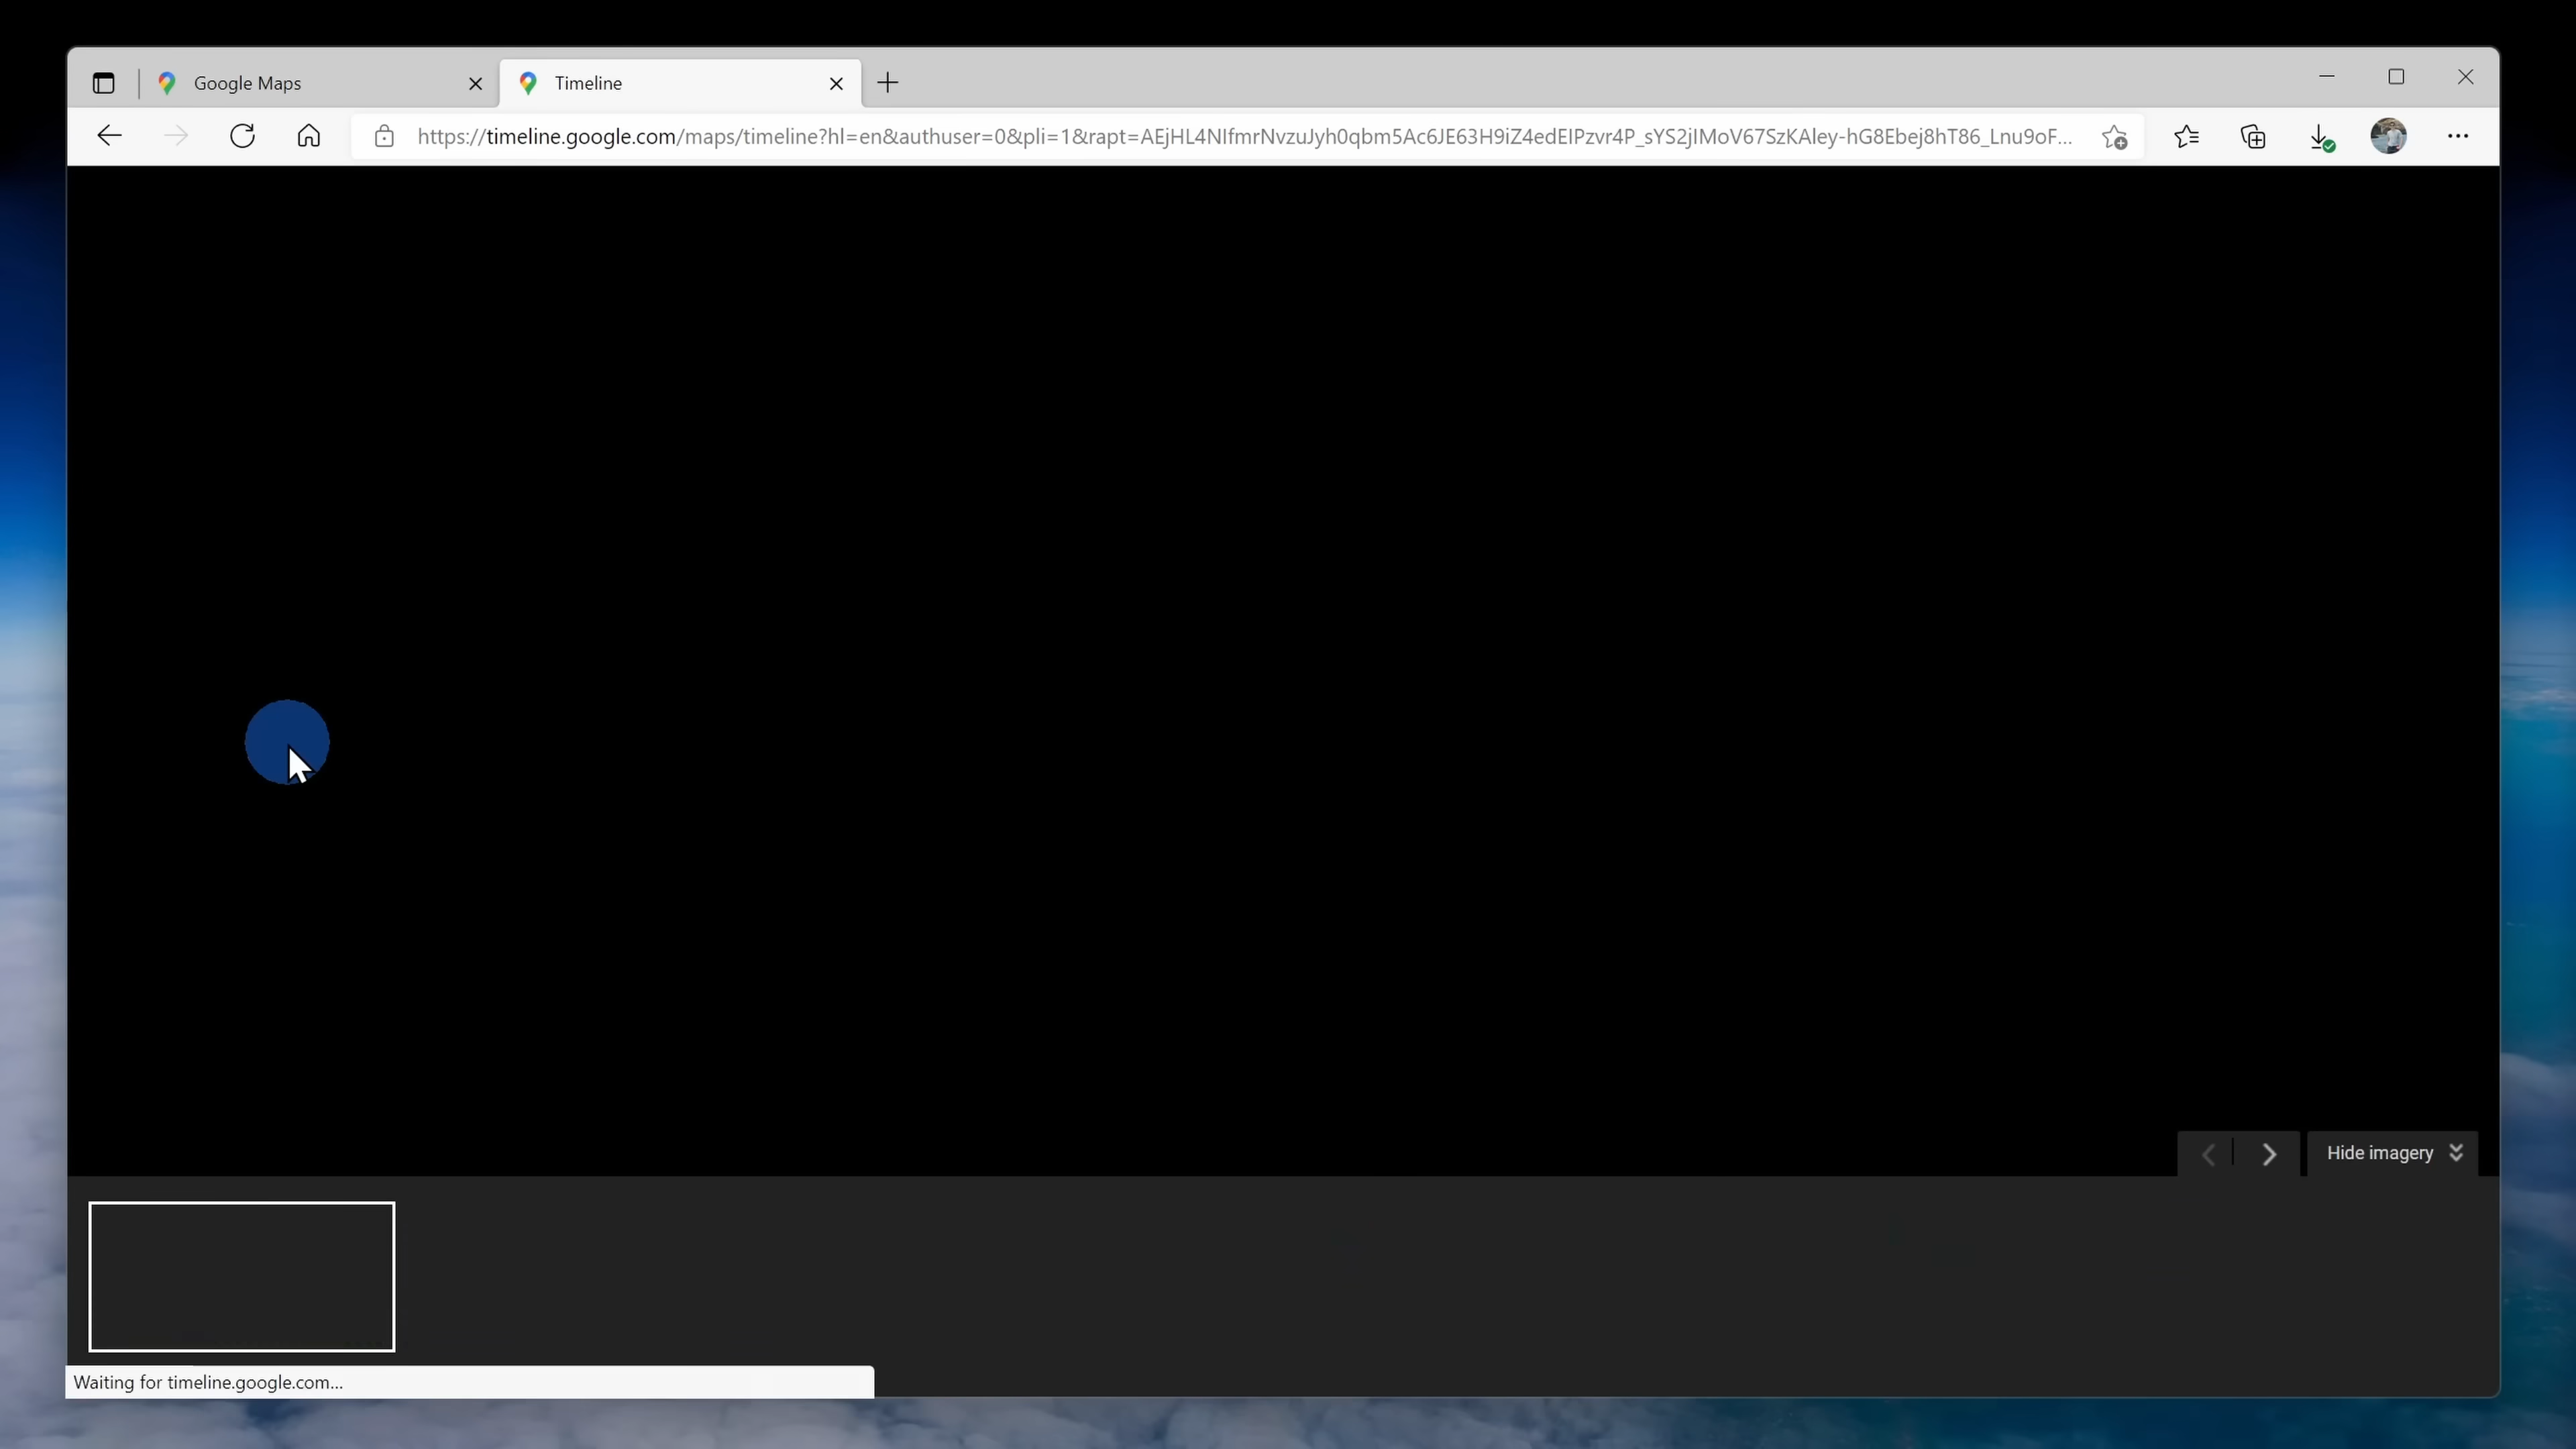 Google Maps
Timeline
https://timeline.google.com/maps/timeline?hl=en&authuser=0&pli=1&rapt=AEjHL4NIfmrNvzuJyh0qbm5Ac6JE63H9iZ4edEIPzvr4P_sYS2jIMoV67SzKAley-hG8Ebej8hT86_Lnu9oF...
Hide imagery
Waiting for timeline.google.com...